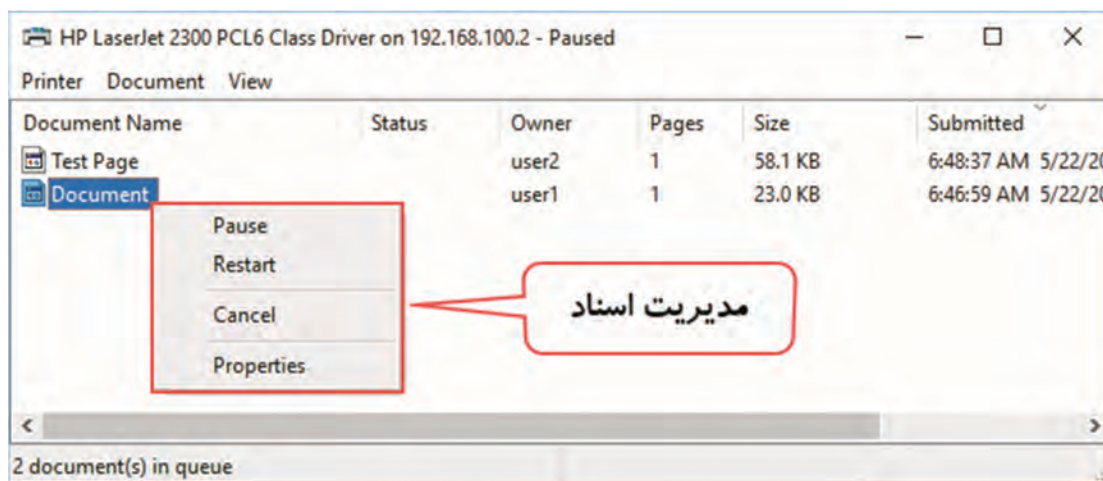 HP LaserJet 2300 PCL6 Class Driver on 192.168.100.2 - Paused
Printer Document View
Document Name Status Owner Pages Size Submitted
Test Page user2 1 58.1 KB 6:48:37 AM 5/22/20
Document user1 1 23.0 KB 6:46:59 AM 5/22/20
Pause
Restart
Cancel
Properties
مدیریت اسناد
2 document(s) in queue